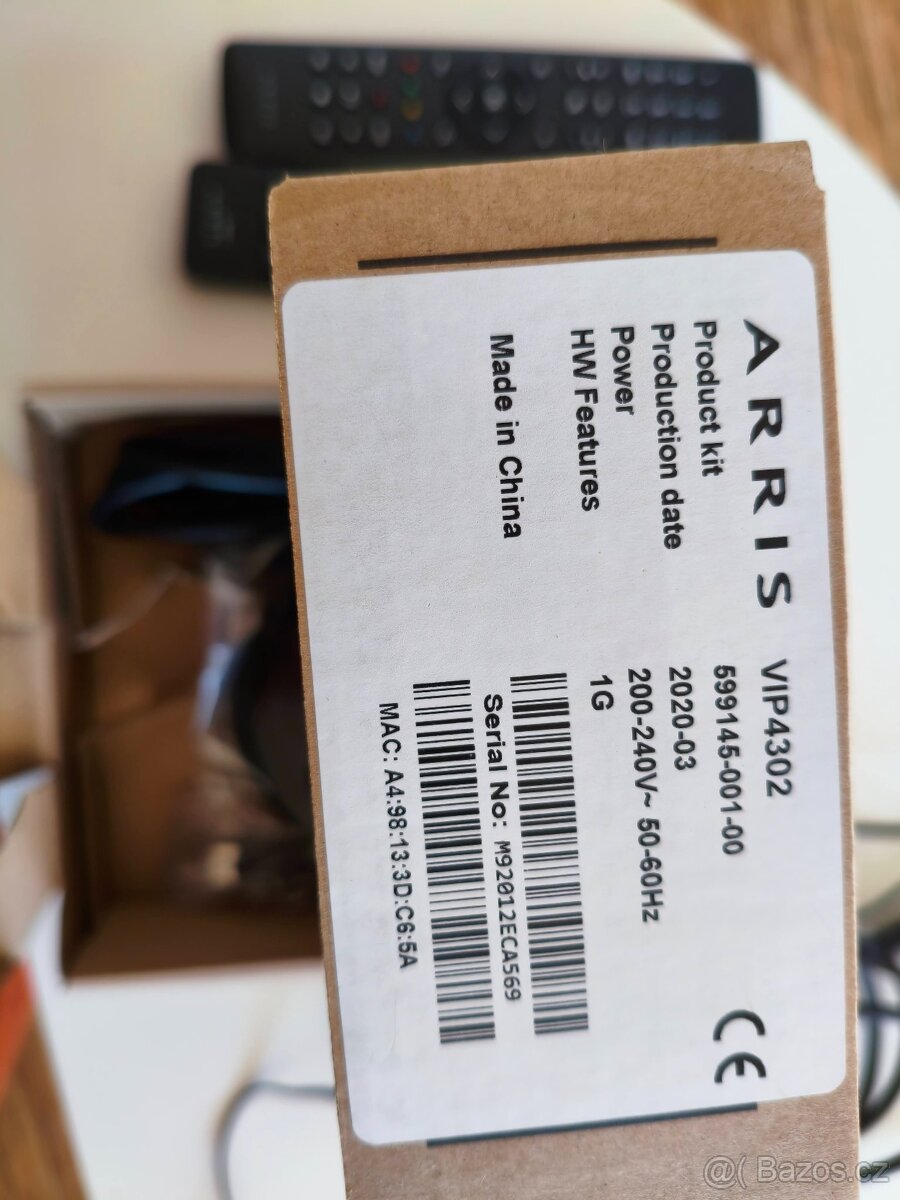 ARRIS VIP4302
Product kit 599145-001-00
Production date 2020-03
Power 200-240V~ 50-60Hz
HW Features 1G
Made in China
Serial No: M92012ECA569
MAC: A4:98:13:3D:C6:5A
CE
@( Bazos.cz